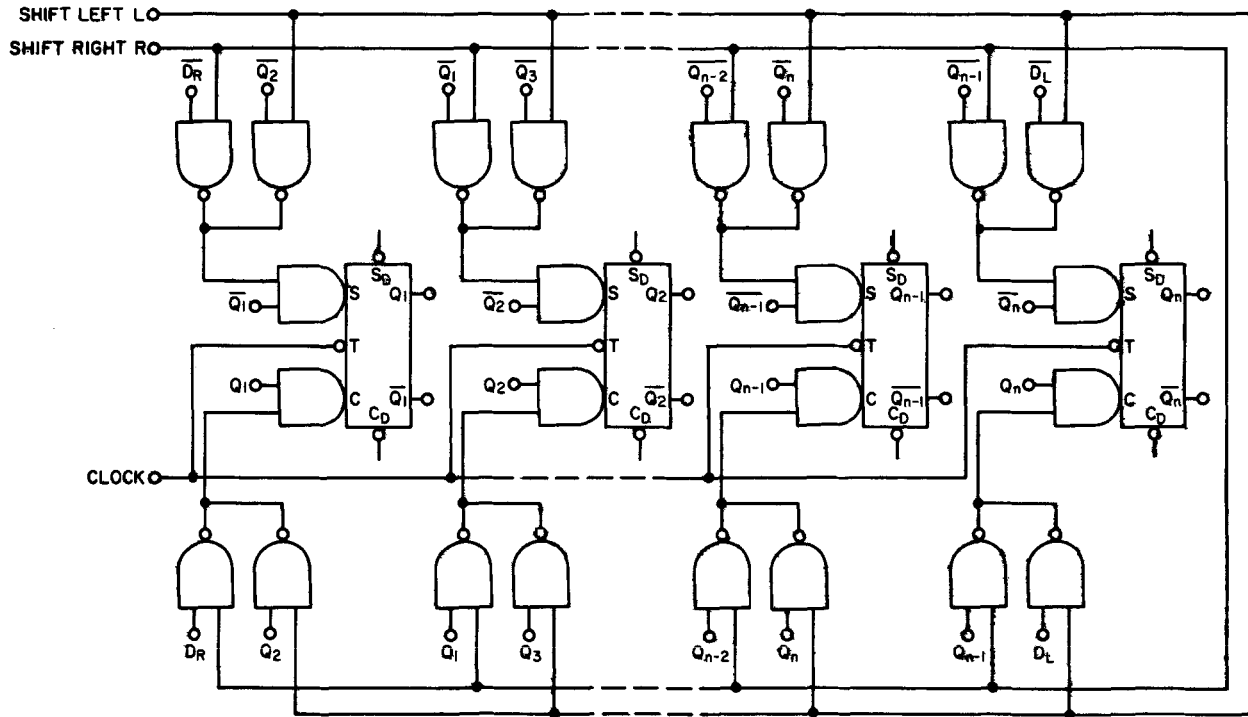 SHIFT LEFT L
SHIFT RIGHT R
D̅R̅ Q̅2̅ Q̅1̅ Q̅3̅ Q̅n̅-̅2̅ Q̅n̅ Q̅n̅-̅1̅ D̅L̅
SD SD SD SD
S Q1 S Q2 S Qn-1 S Qn
Q̅1̅ Q̅2̅ Q̅n̅-̅1̅ Q̅n̅
T T T T
Q1 C Q̅1̅ Q2 C Q̅2̅ Qn-1 C Q̅n̅-̅1̅ Qn C Q̅n̅
CD CD CD CD
CLOCK
DR Q2 Q1 Q3 Qn-2 Qn Qn-1 DL